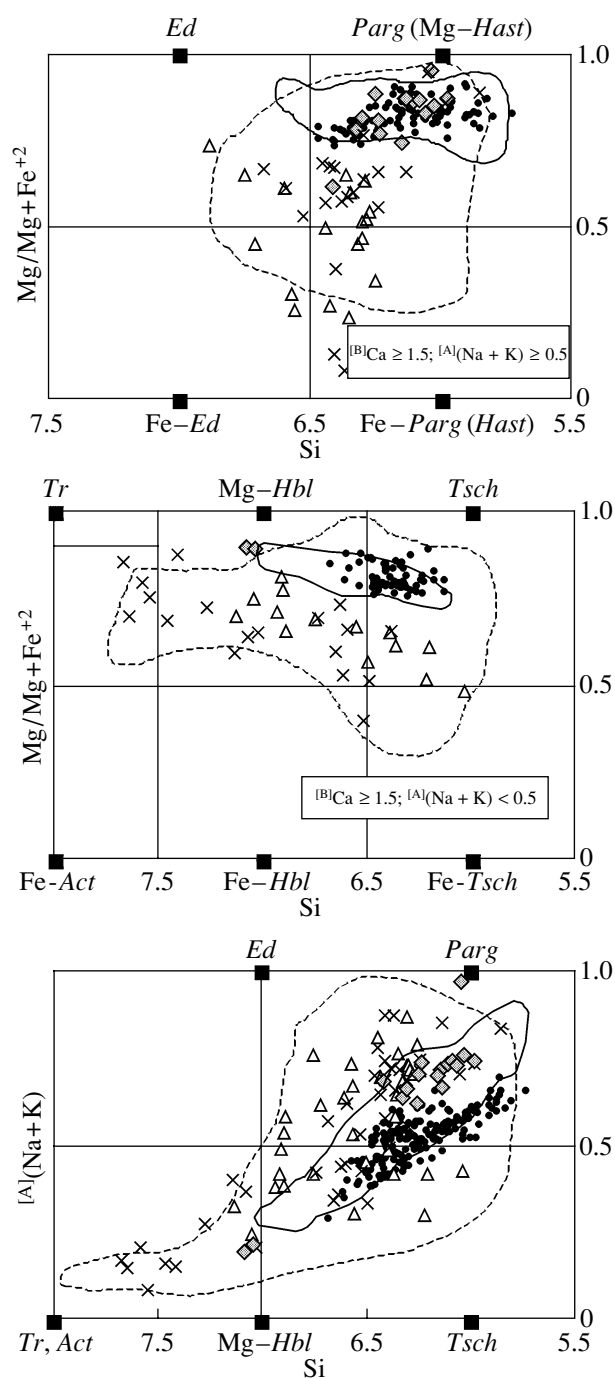 Ed Parg (Mg–Hast)
1.0
Mg/Mg+Fe+2
0.5
[B]Ca ≥ 1.5; [A](Na + K) ≥ 0.5
0
7.5 Fe–Ed 6.5 Fe–Parg (Hast) 5.5
Si
Tr Mg–Hbl Tsch
1.0
Mg/Mg+Fe+2
0.5
[B]Ca ≥ 1.5; [A](Na + K) < 0.5
0
Fe-Act 7.5 Fe–Hbl 6.5 Fe-Tsch 5.5
Si
Ed Parg
1.0
[A](Na+K)
0.5
0
Tr, Act 7.5 Mg–Hbl 6.5 Tsch 5.5
Si